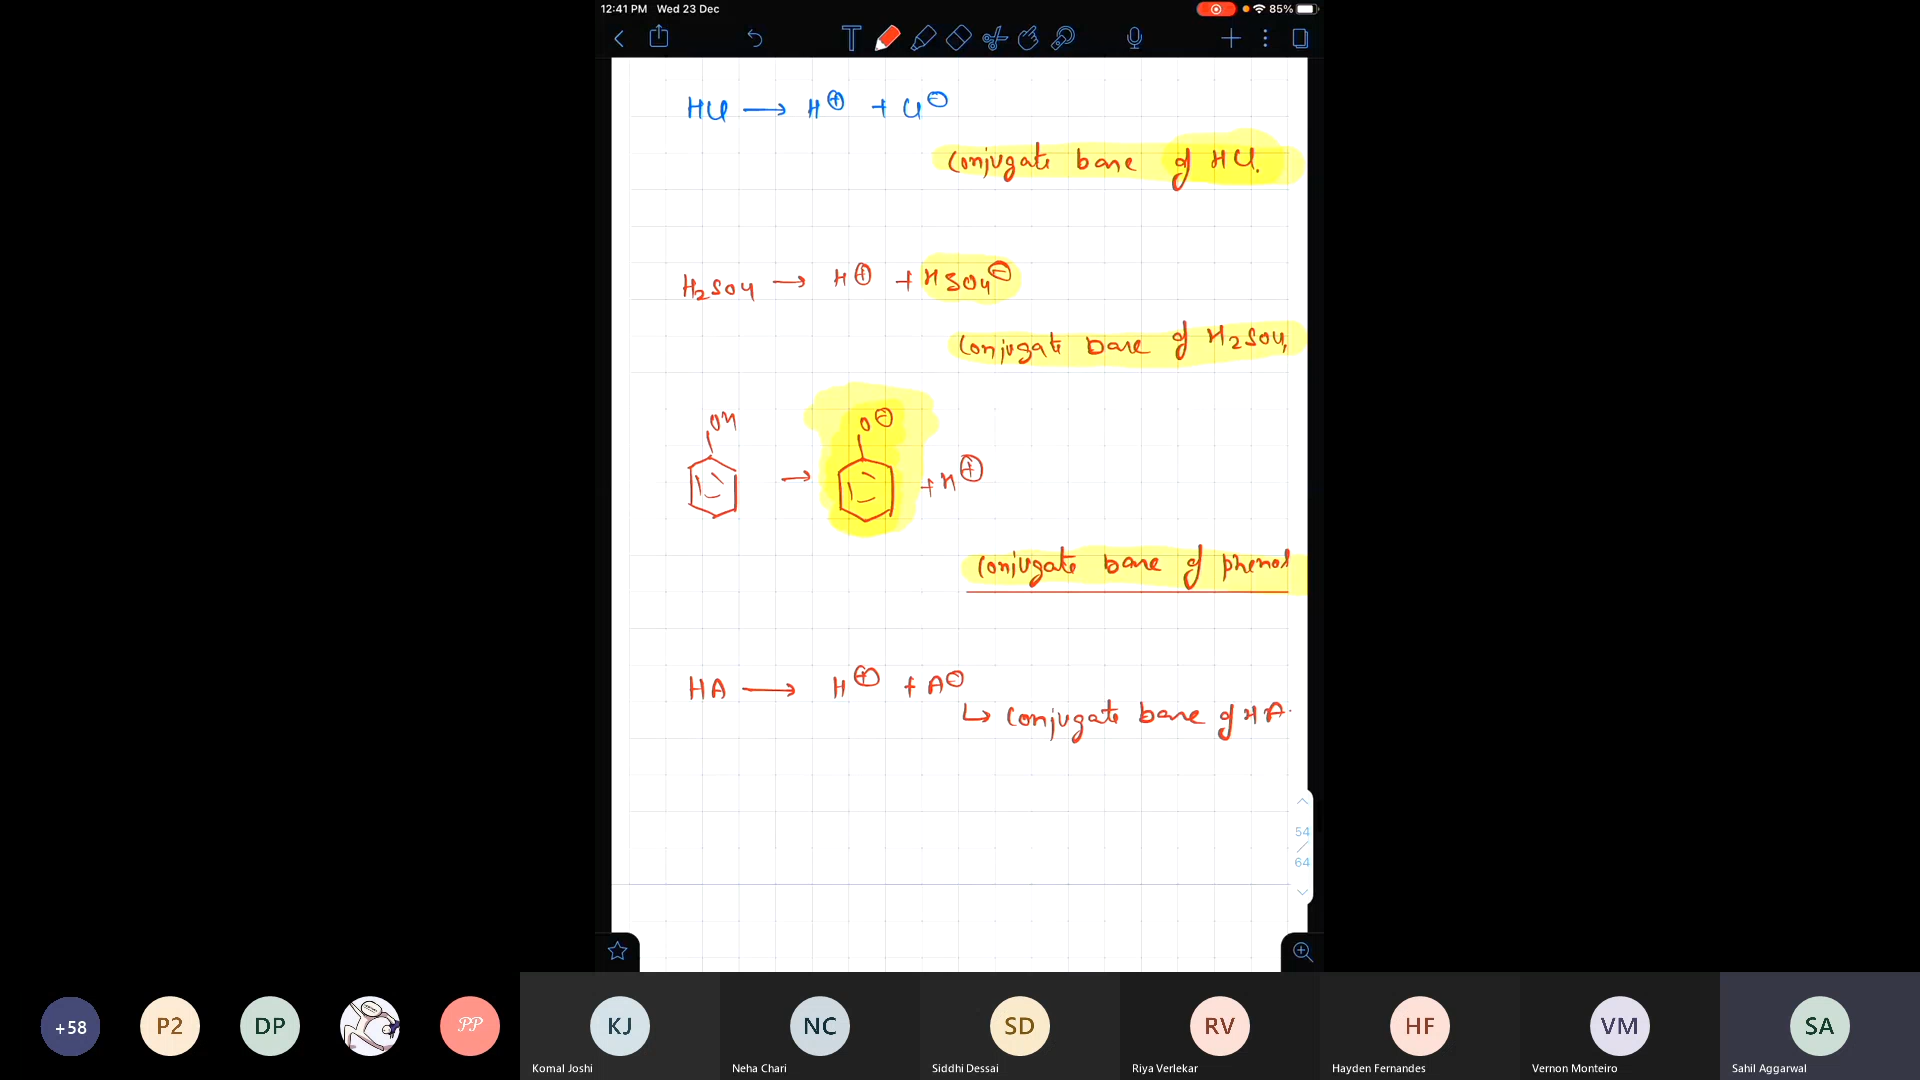 12:41 PM Wed 23 Dec
85%
HCl → H⊕ + Cl⊖
Conjugate base of HCl.
H₂SO₄ → H⊕ + HSO₄⊖
Conjugate base of H₂SO₄
OH
O⊖
→ + H⊕
Conjugate base of phenol
HA → H⊕ + A⊖
↳ Conjugate base of HA.
54
/
64
+58
P2
DP
PP
KJ
NC
SD
RV
HF
VM
SA
Komal Joshi
Neha Chari
Siddhi Dessai
Riya Verlekar
Hayden Fernandes
Vernon Monteiro
Sahil Aggarwal